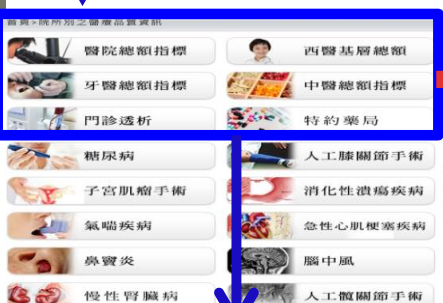 首頁>院所別之醫療品質資訊
醫院總額指標
西醫基層總額
牙醫總額指標
中醫總額指標
門診透析
特約藥局
糖尿病
人工膝關節手術
子宮肌瘤手術
消化性潰瘍疾病
氣喘疾病
急性心肌梗塞疾病
鼻竇炎
腦中風
慢性腎臟病
人工髖關節手術